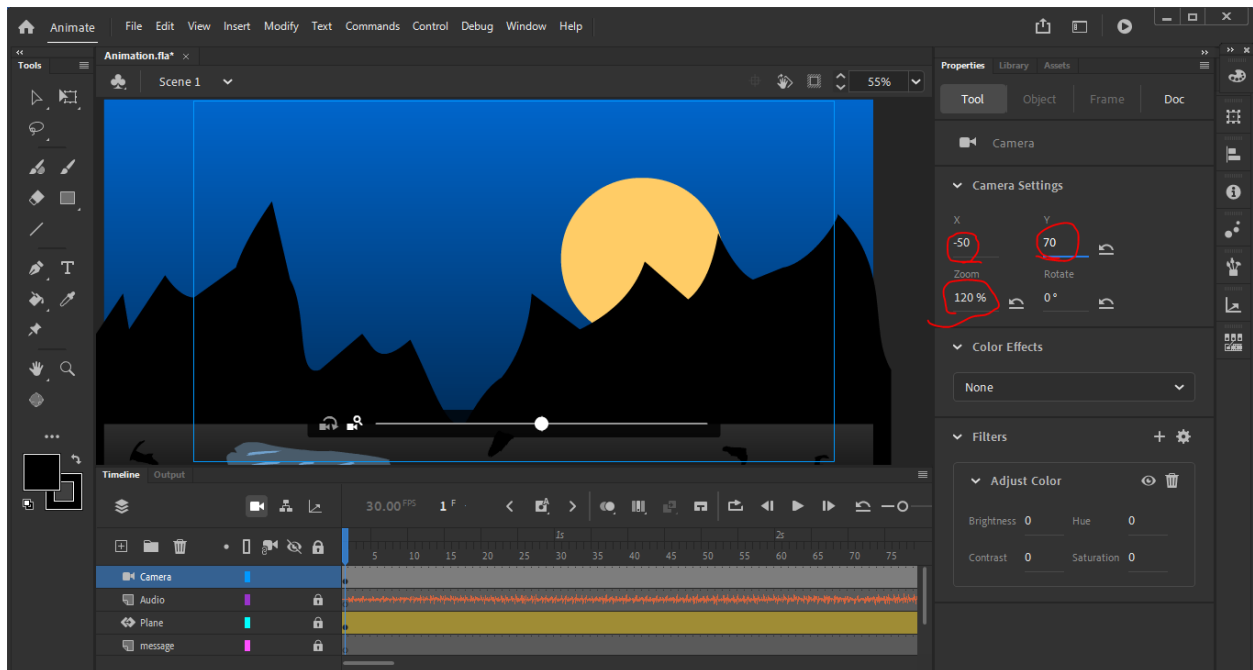 Animate File Edit View Insert Modify Text Commands Control Debug Window Help
Tools
Animation.fla* ×
Scene 1
55%
Properties Library Assets
Tool Object Frame Doc
Camera
Camera Settings
X Y
-50 70
Zoom Rotate
120 % 0°
Color Effects
None
Filters
Adjust Color
Brightness 0 Hue 0
Contrast 0 Saturation 0
Timeline Output
30.00 FPS 1 F
1s 2s
5 10 15 20 25 30 35 40 45 50 55 60 65 70 75
Camera
Audio
Plane
message